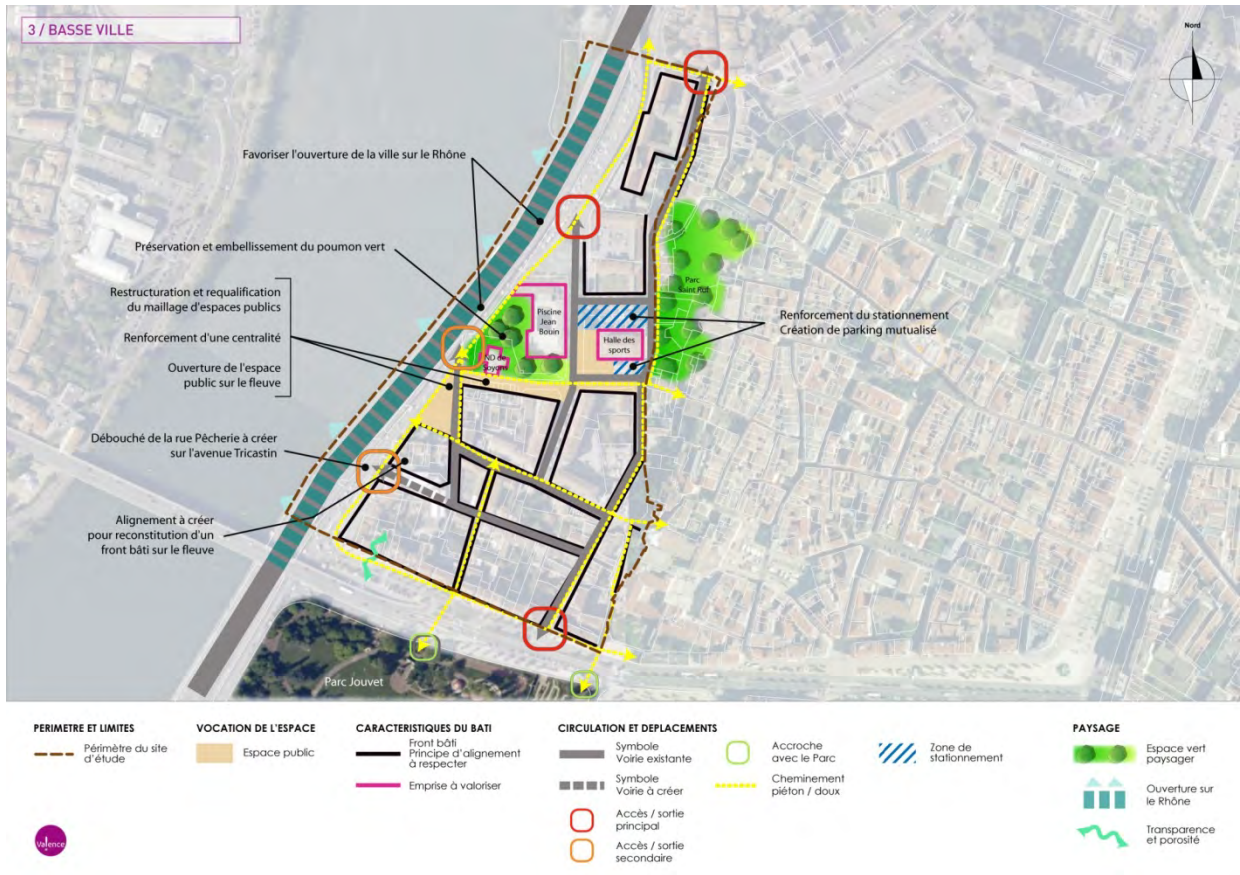 3 / BASSE VILLE
Nord
Favoriser l'ouverture de la ville sur le Rhône
Préservation et embellissement du poumon vert
Restructuration et requalification
du maillage d'espaces publics
Renforcement d'une centralité
Ouverture de l'espace
public sur le fleuve
Débouché de la rue Pêcherie à créer
sur l'avenue Tricastin
Alignement à créer
pour reconstitution d'un
front bâti sur le fleuve
Piscine
Jean
Bouin
ND de
Soyons
Halle des
sports
Parc
Saint Ruf
Renforcement du stationnement
Création de parking mutualisé
Parc Jouvet
PERIMETRE ET LIMITES
Périmètre du site
d'étude
VOCATION DE L'ESPACE
Espace public
CARACTERISTIQUES DU BATI
Front bâti
Principe d'alignement
à respecter
Emprise à valoriser
CIRCULATION ET DEPLACEMENTS
Symbole
Voirie existante
Symbole
Voirie à créer
Accès / sortie
principal
Accès / sortie
secondaire
Accroche
avec le Parc
Cheminement
piéton / doux
Zone de
stationnement
PAYSAGE
Espace vert
paysager
Ouverture sur
le Rhône
Transparence
et porosité
Valence